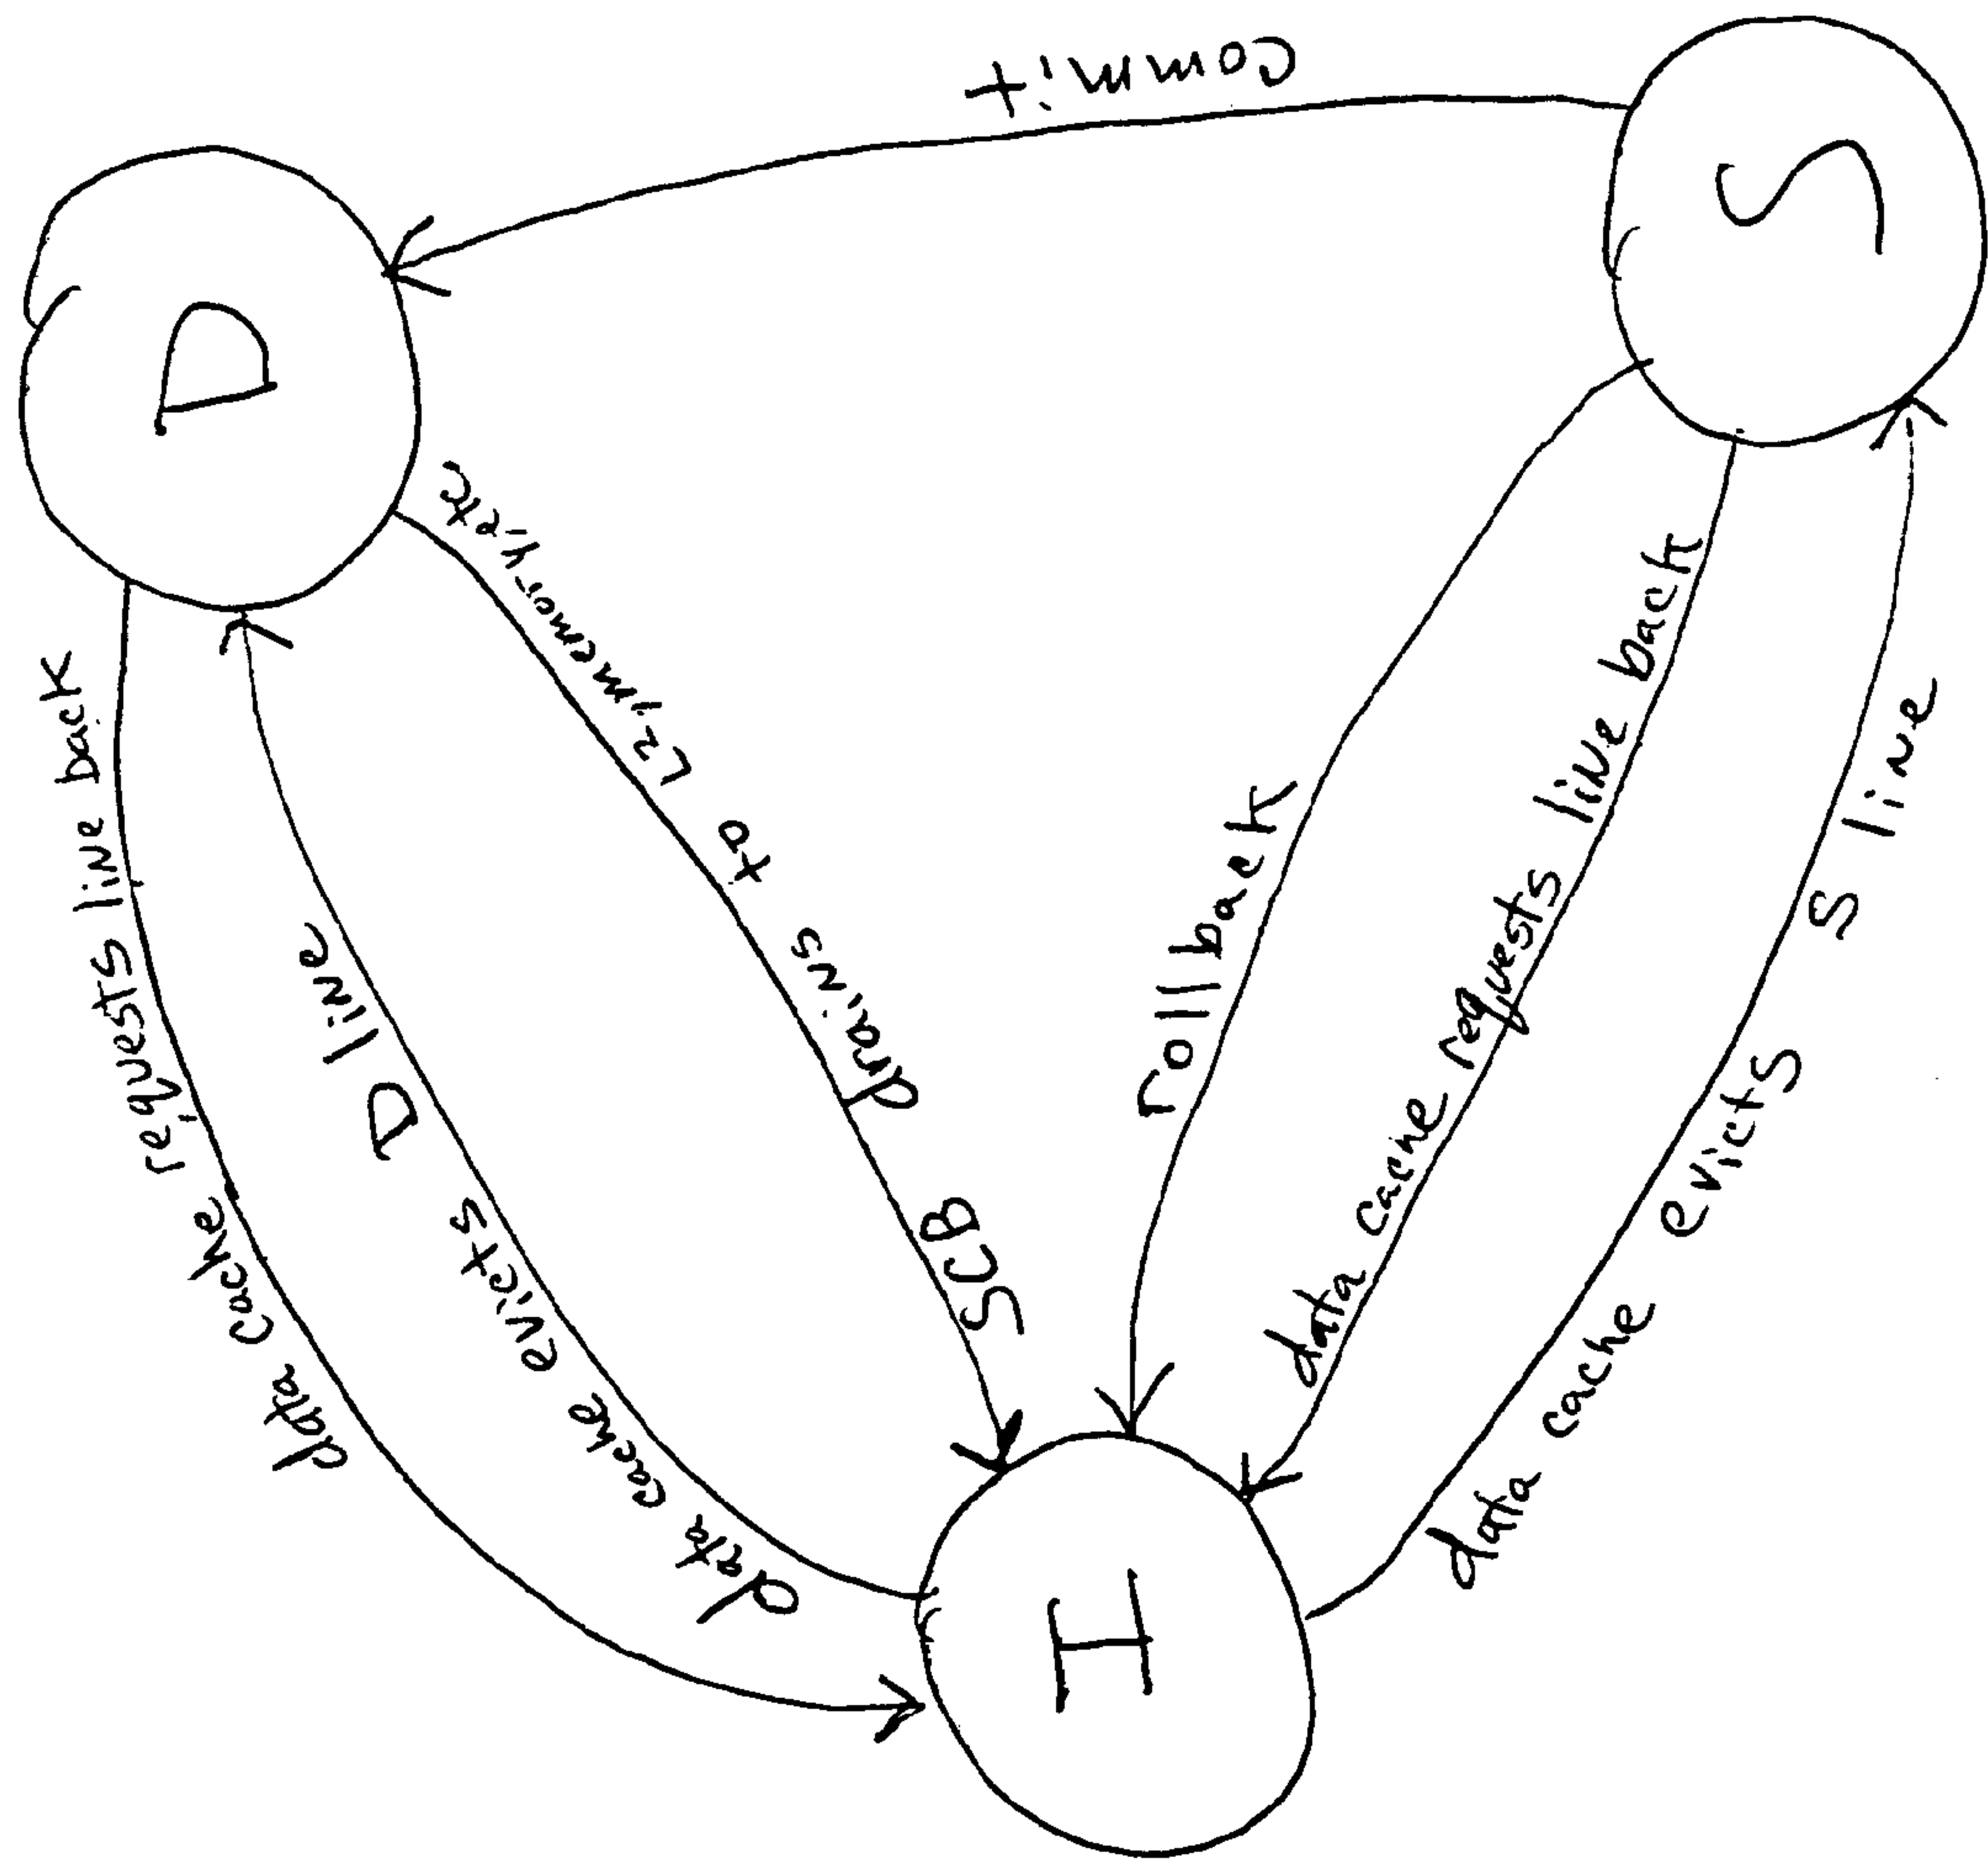 Commit
S
D
H
data cache requests line back
data cache evicts D line
SCB drains to L2/memory/etc
rollback
data cache requests line back
data cache evicts S line